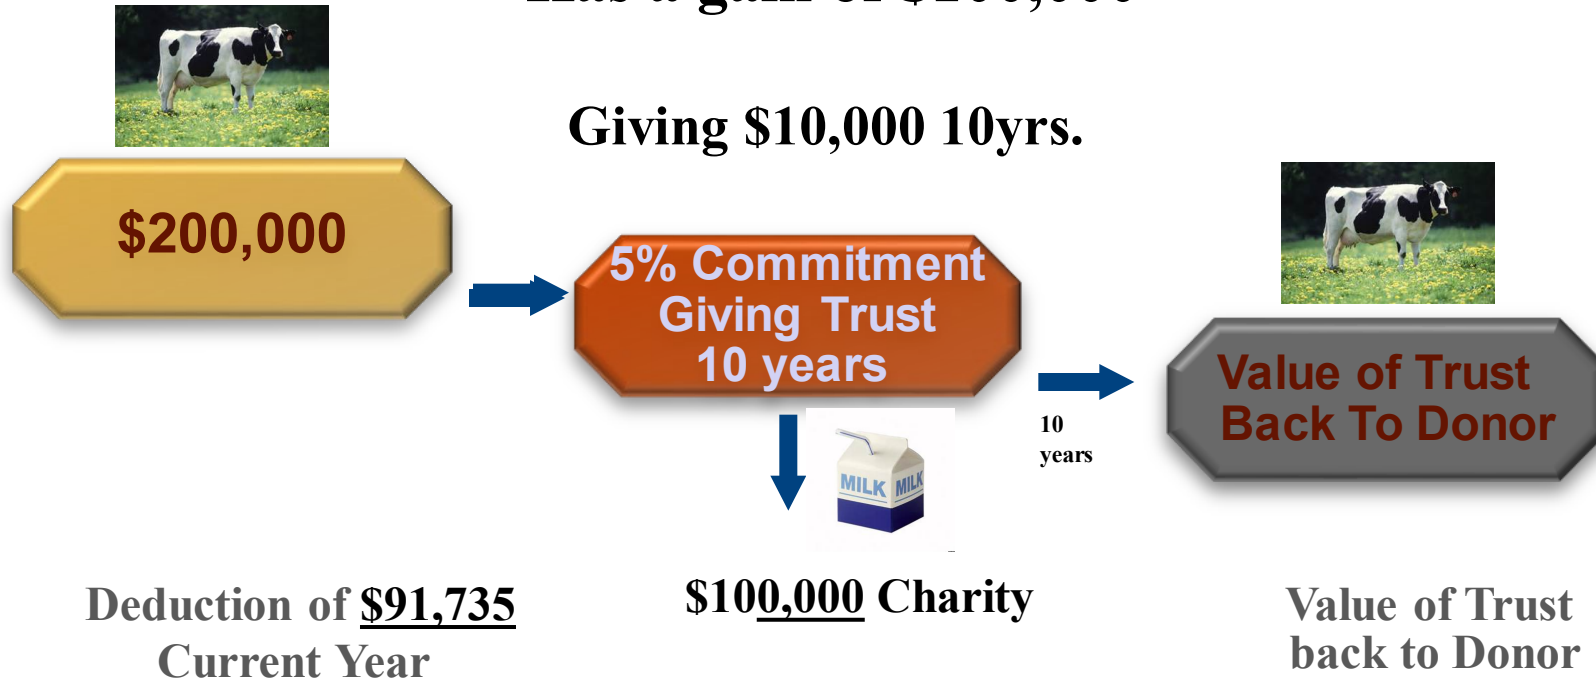 Giving $10,000 10yrs.
$200,000
5% Commitment
Giving Trust
10 years
10
years
Value of Trust
Back To Donor
MILK MILK
Deduction of $91,735
Current Year
$100,000 Charity
Value of Trust
back to Donor